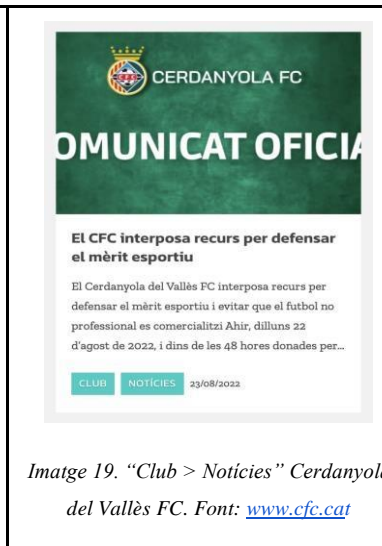 CFC
CERDANYOLA FC
OMUNICAT OFICIA
El CFC interposa recurs per defensar
el mèrit esportiu
El Cerdanyola del Vallès FC interposa recurs per
defensar el mèrit esportiu i evitar que el futbol no
professional es comercialitzi Ahir, dilluns 22
d'agost de 2022, i dins de les 48 hores donades per...
CLUB NOTÍCIES 23/08/2022
Imatge 19. “Club > Notícies” Cerdanyola
del Vallès FC. Font: www.cfc.cat